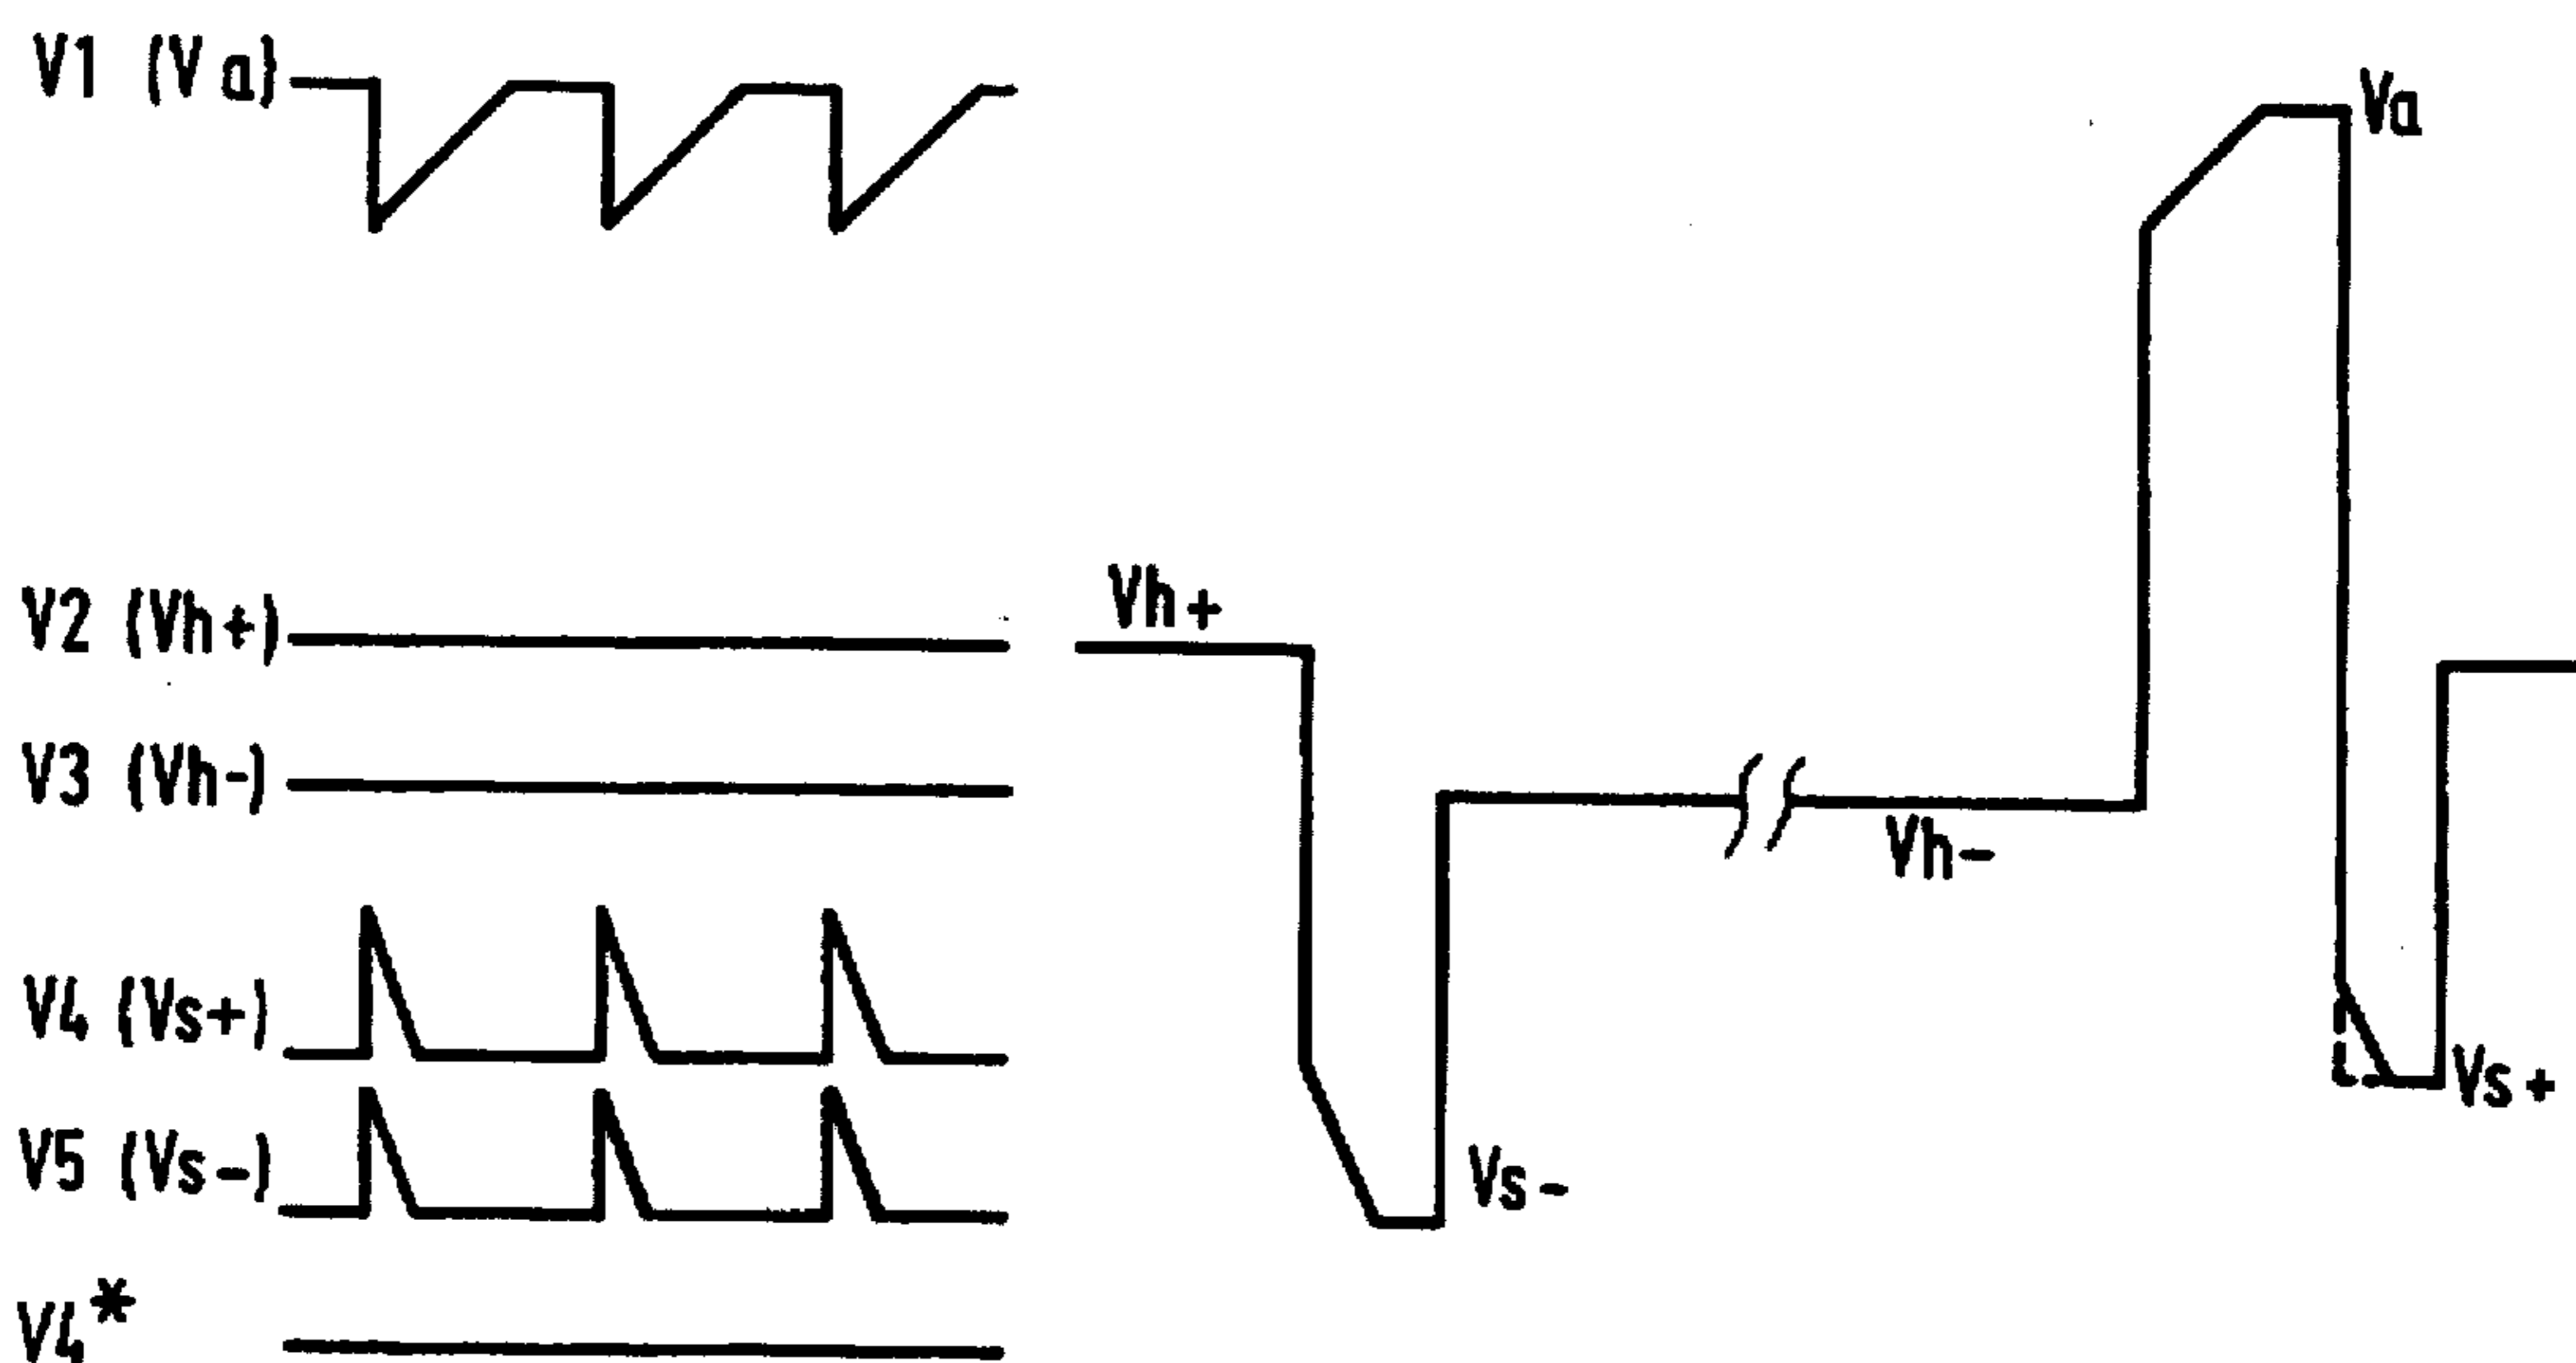 V1 (Va)
V2 (Vh+)
V3 (Vh-)
V4 (Vs+)
V5 (Vs-)
V4*
Vh+
Vs-
Vh-
Va
Vs+